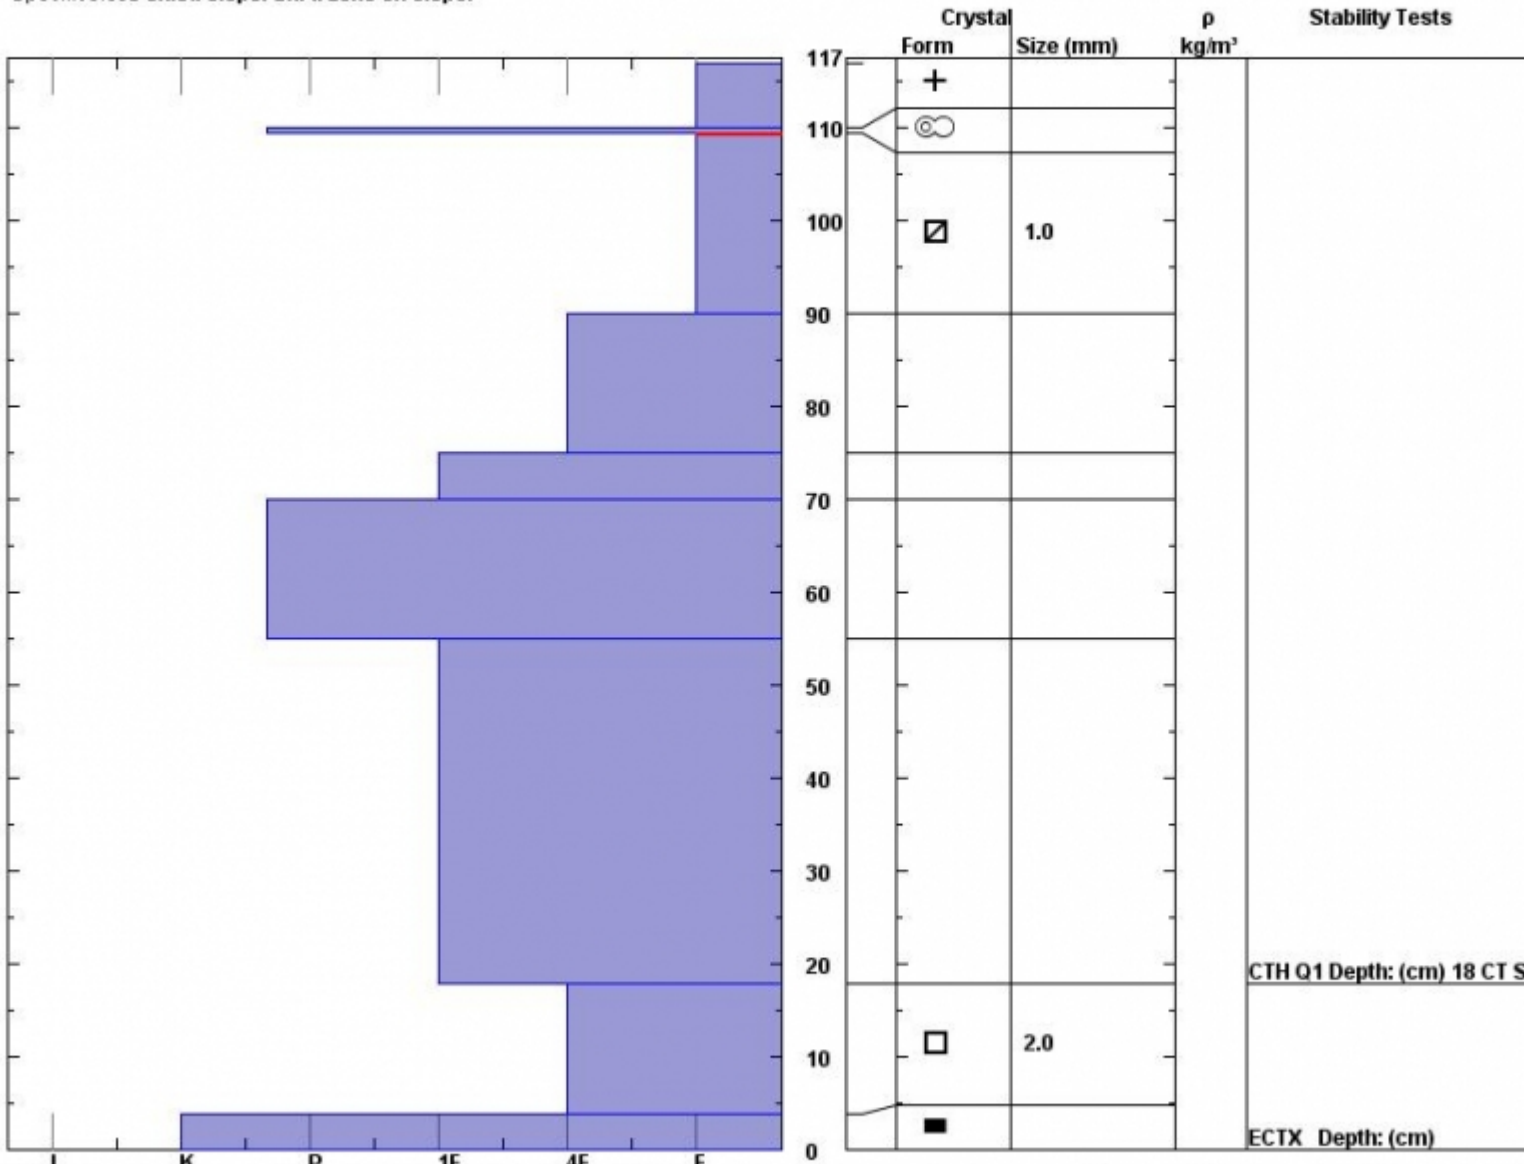 Crystal ρ Stability Tests
Form Size (mm) kg/m³
117
110
100 1.0
90
80
70
60
50
40
30
20 CTH Q1 Depth: (cm) 18 CT S
10 2.0
0 ECTX Depth: (cm)
I K P 1F 4F F